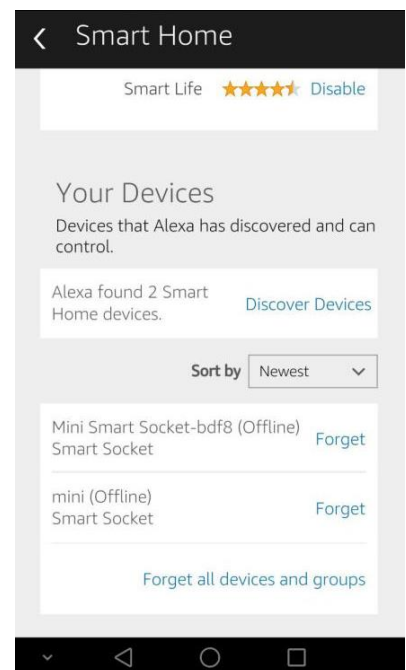 Smart Home
Smart Life Disable
Your Devices
Devices that Alexa has discovered and can
control.
Alexa found 2 Smart
Home devices.
Discover Devices
Sort by Newest
Mini Smart Socket-bdf8 (Offline)
Smart Socket
Forget
mini (Offline)
Smart Socket
Forget
Forget all devices and groups